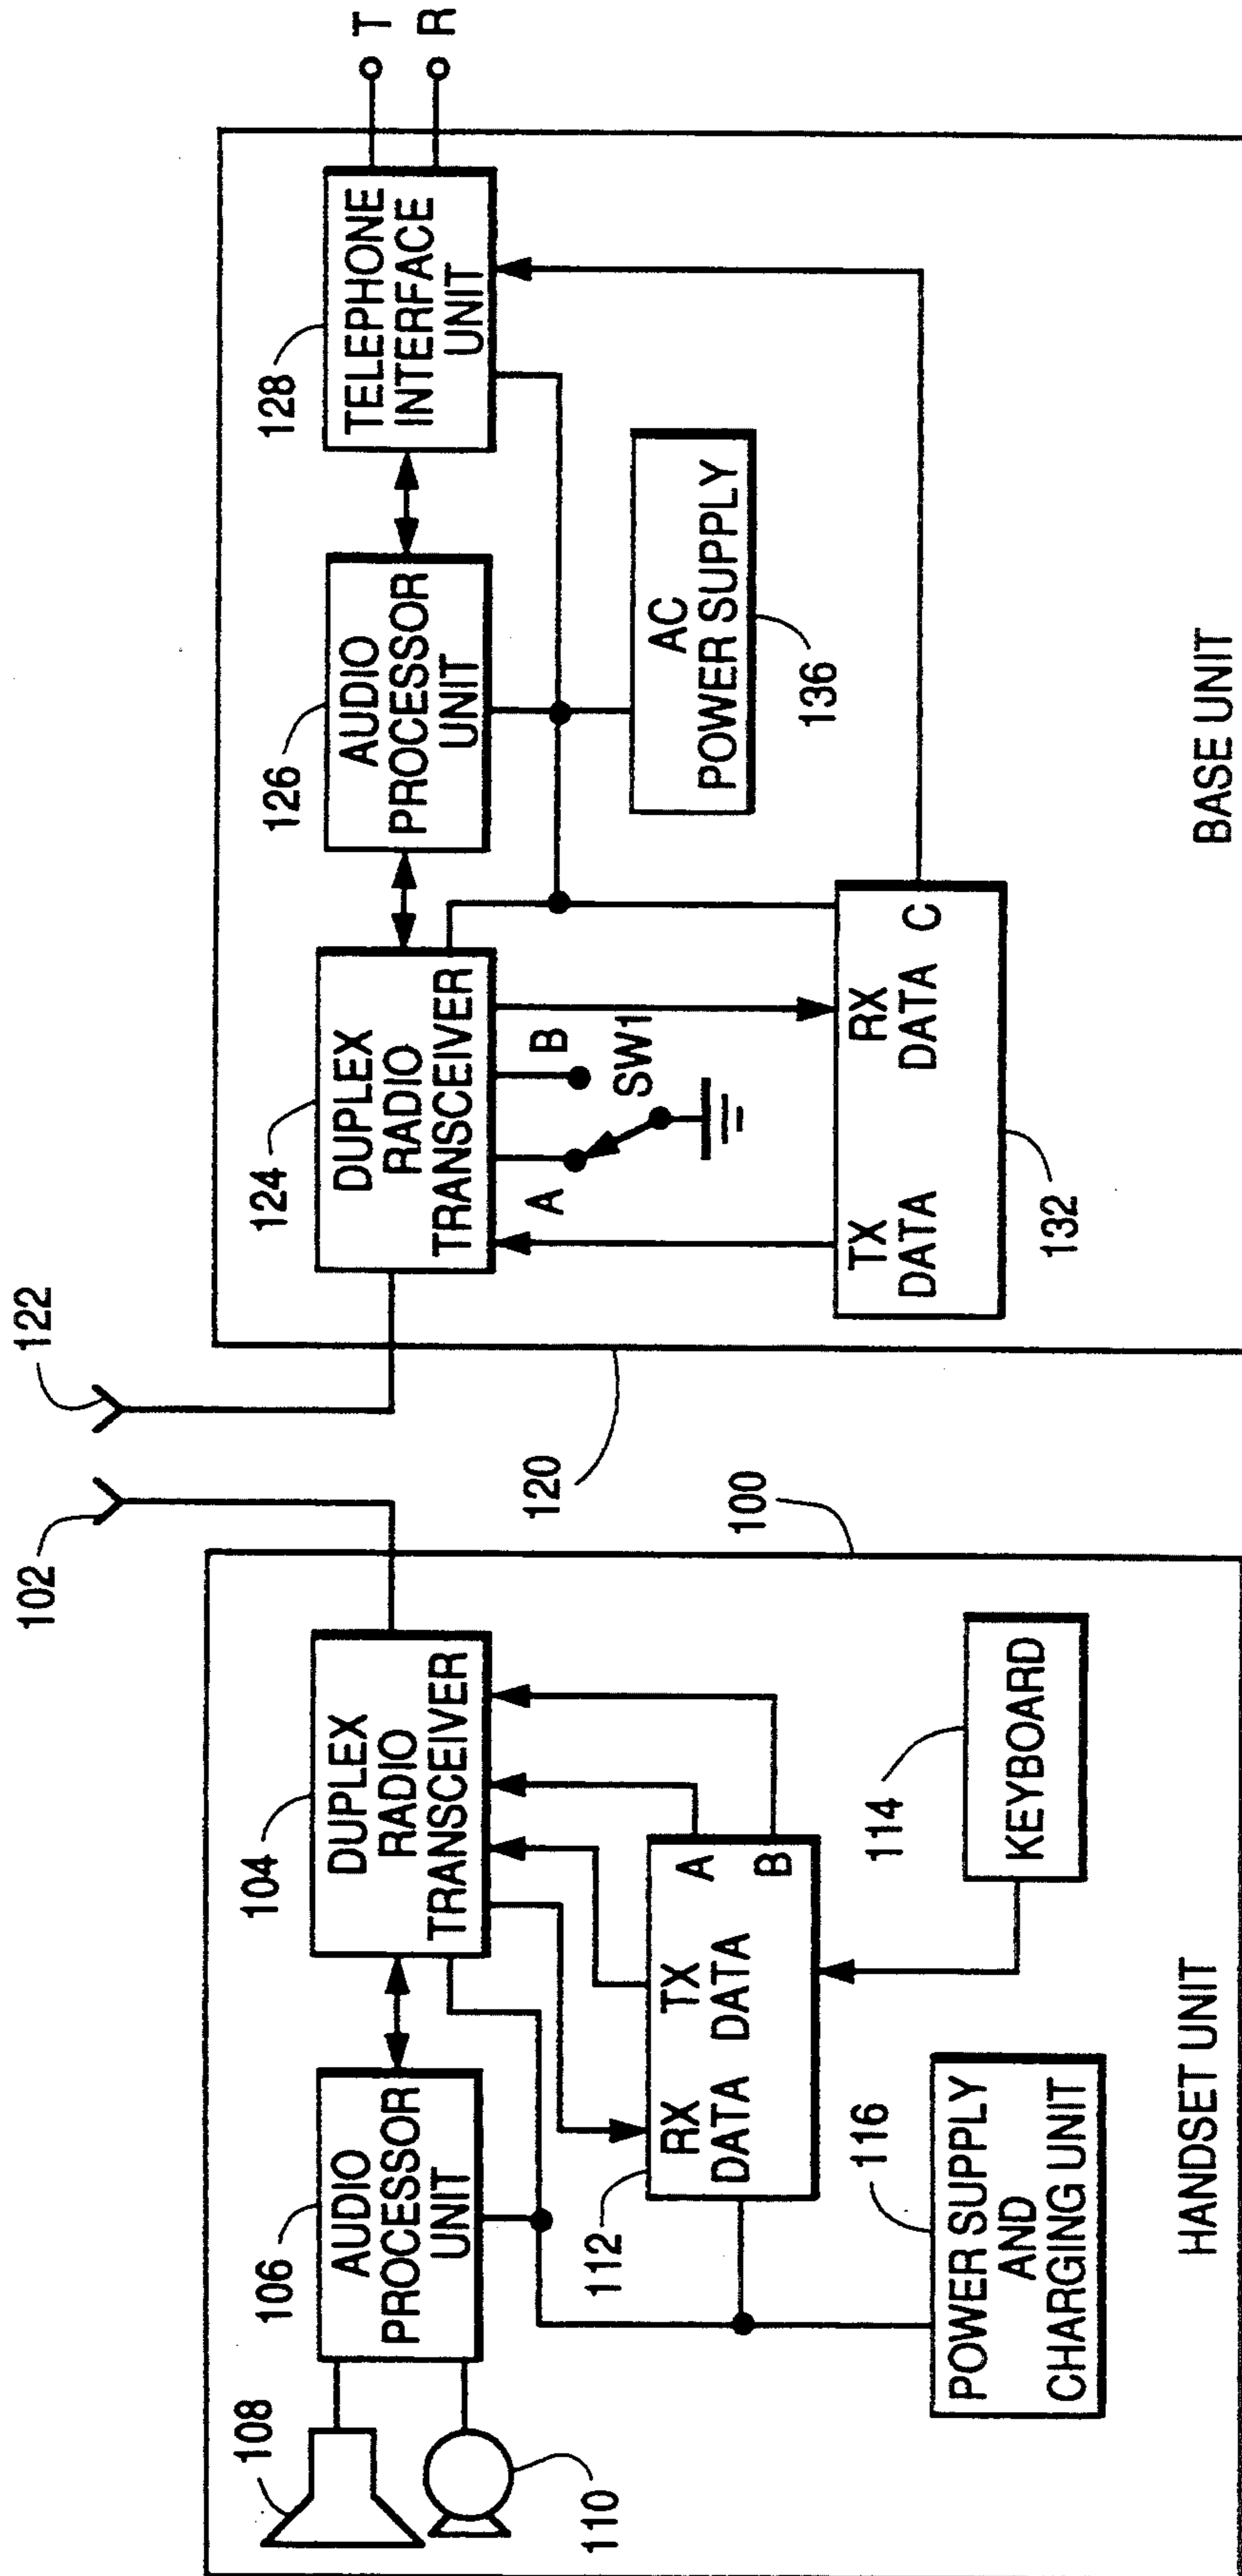 102
122
108
110
106
AUDIO
PROCESSOR
UNIT
104
DUPLEX
RADIO
TRANSCEIVER
112
RX
DATA
TX
DATA
A
B
116
POWER SUPPLY
AND
CHARGING UNIT
114
KEYBOARD
100
HANDSET UNIT
120
124
DUPLEX
RADIO
TRANSCEIVER
A
B
SW1
126
AUDIO
PROCESSOR
UNIT
128
TELEPHONE
INTERFACE
UNIT
T
R
AC
POWER SUPPLY
136
TX
DATA
RX
DATA
C
132
BASE UNIT